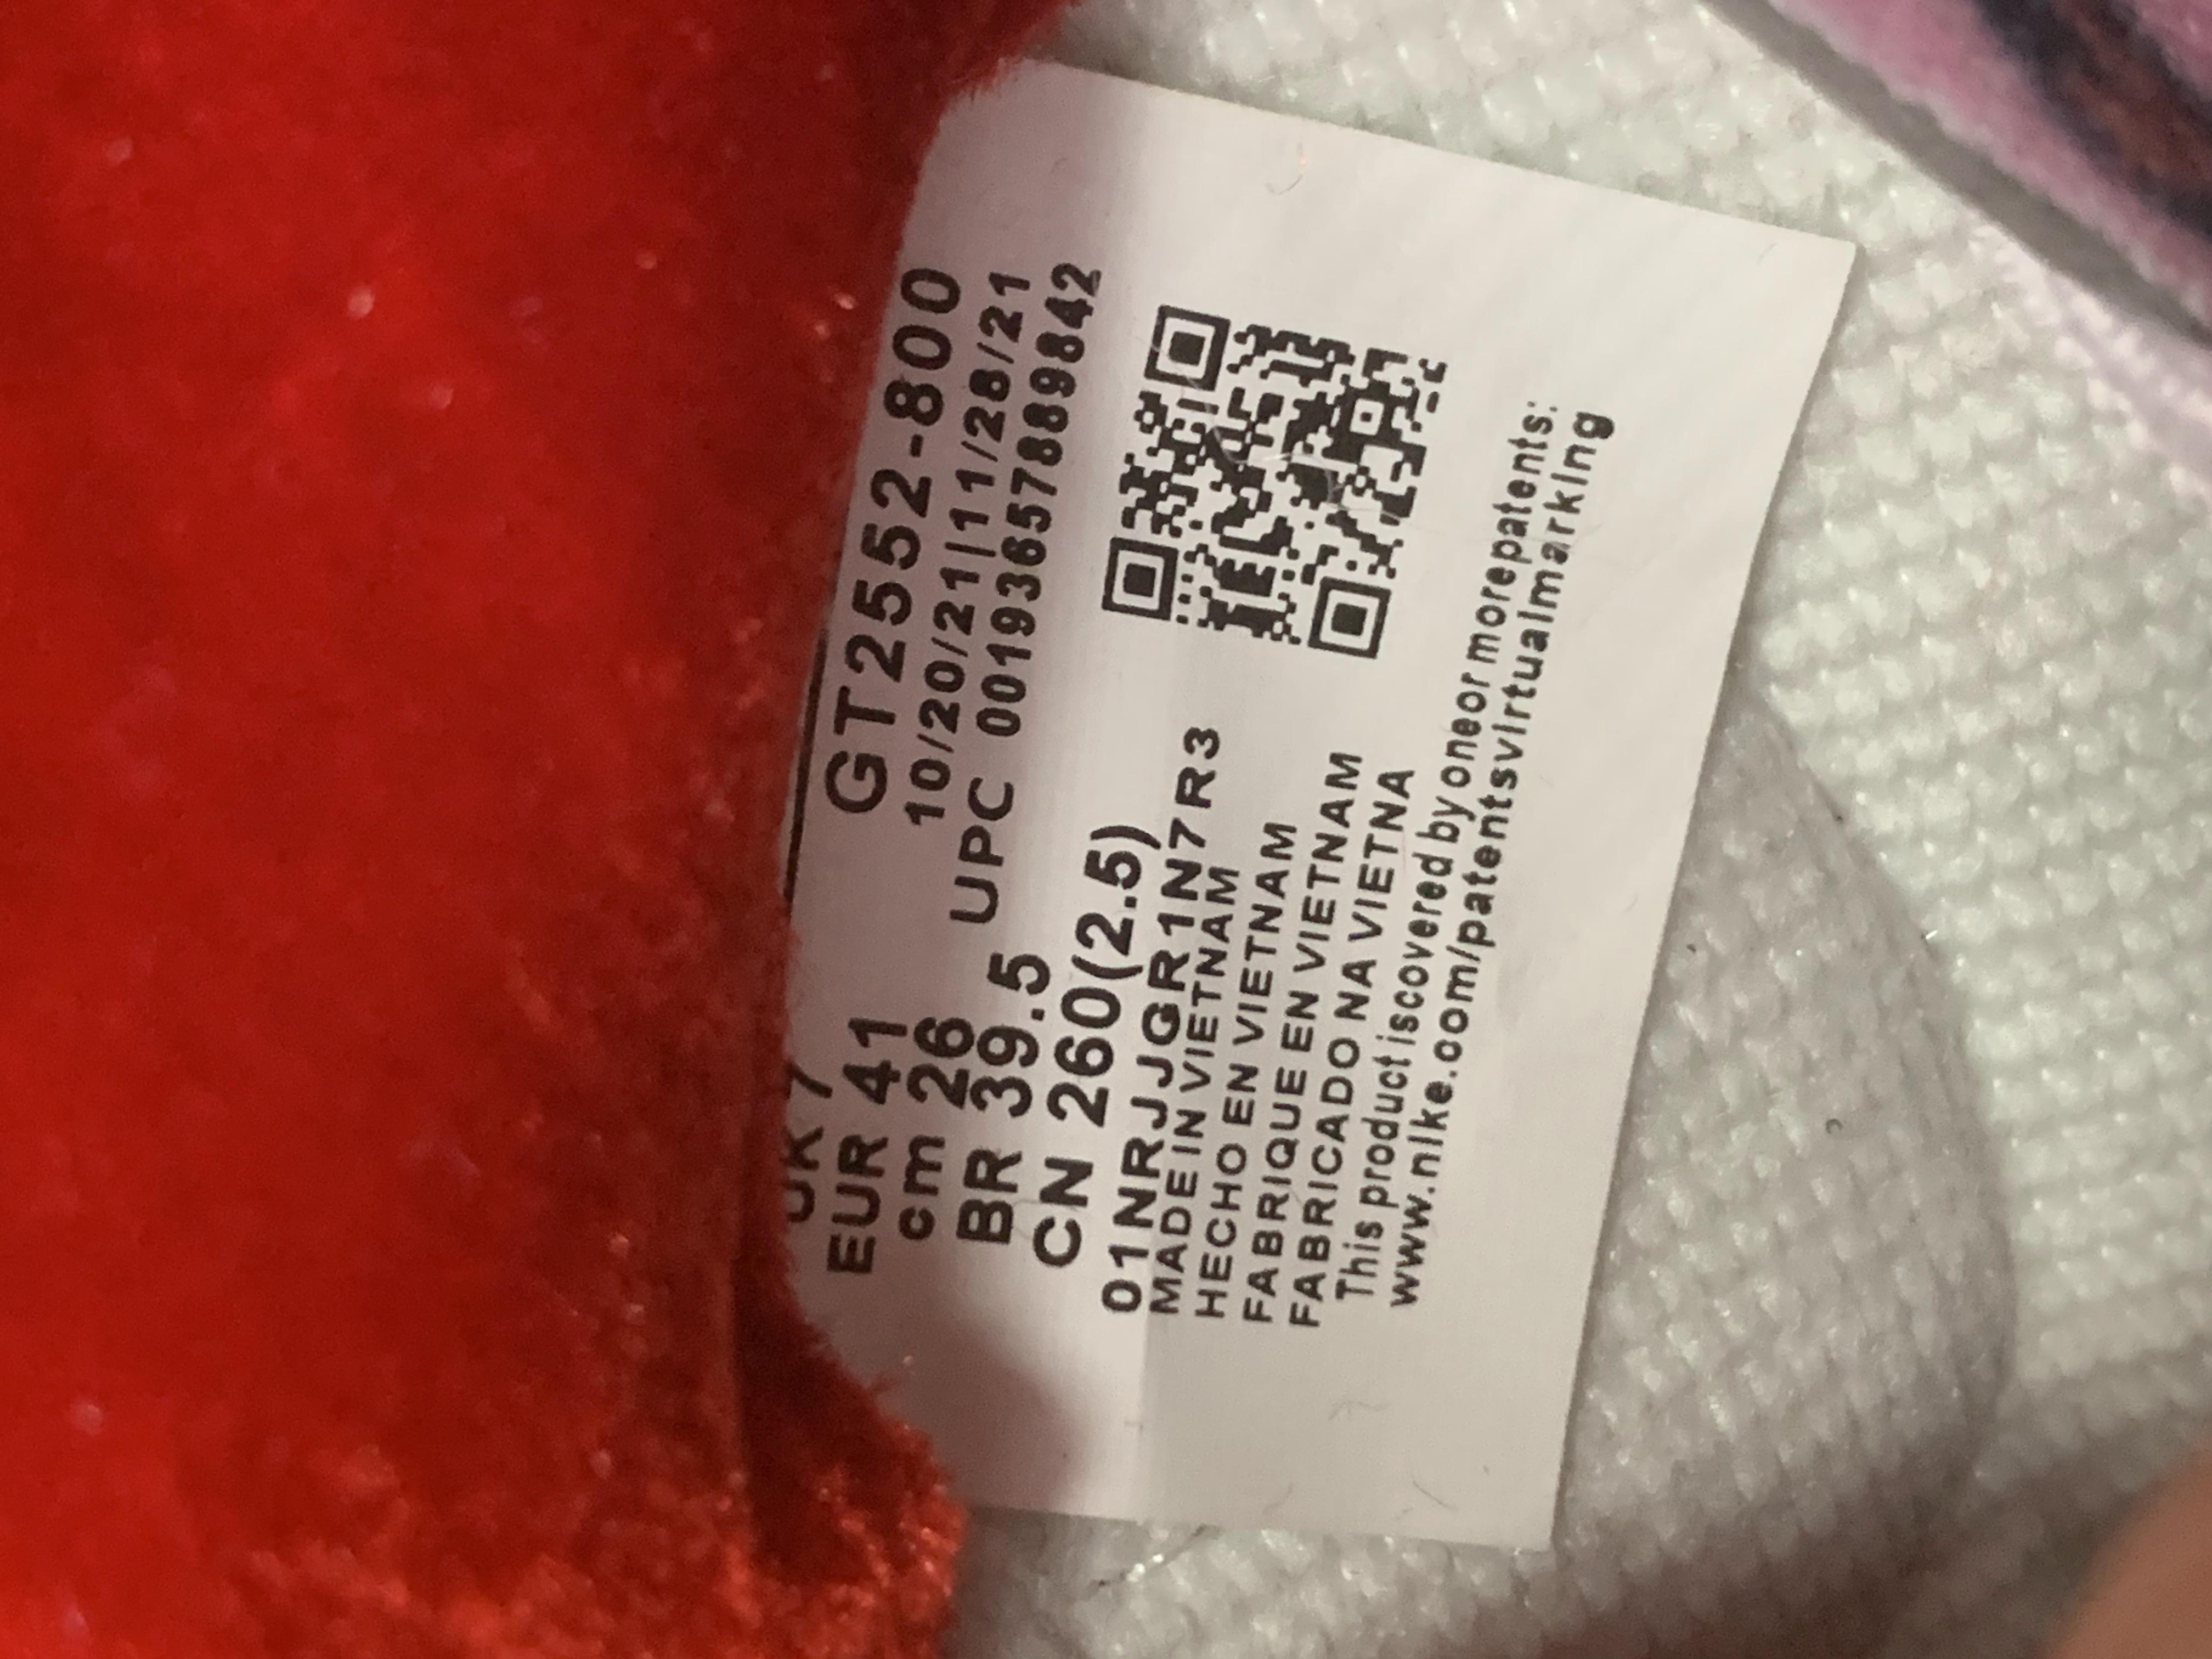 UK 7
EUR 41
cm 26
BR 39.5
CN 260(2.5)
GT2552-800
10/20/21|11/28/21
UPC 00193657889842
01NRJJGR1N7R3
MADE IN VIETNAM
HECHO EN VIETNAM
FABRIQUE EN VIETNAM
FABRICADO NA VIETNA
This product iscovered by oneor morepatents:
www.nike.com/patentsvirtualmarking